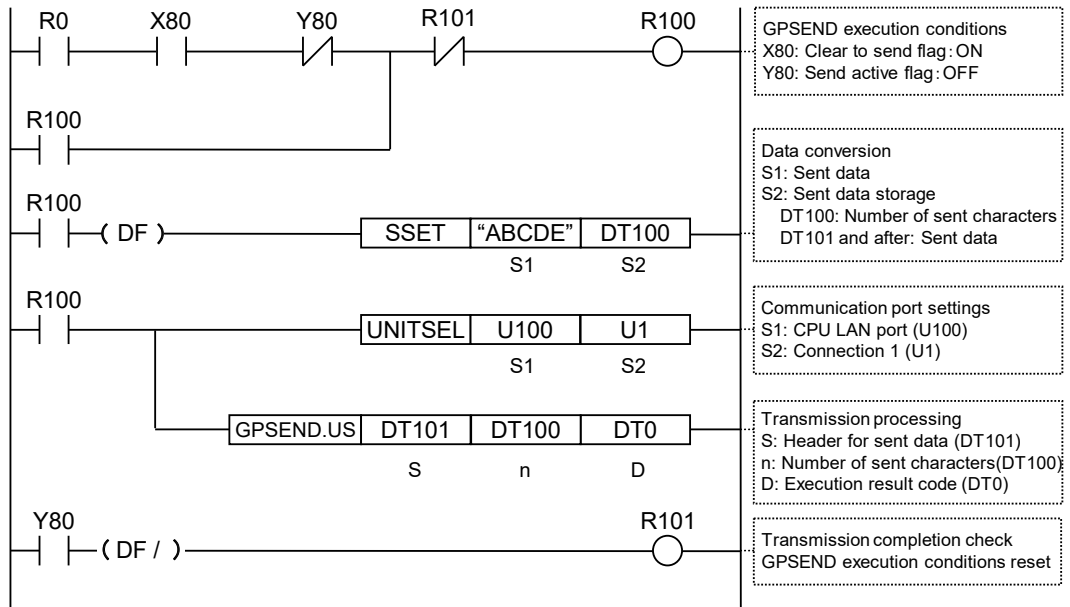 R0 X80 Y80 R101 R100
GPSEND execution conditions
X80: Clear to send flag：ON
Y80: Send active flag：OFF
R100
Data conversion
S1: Sent data
S2: Sent data storage
DT100: Number of sent characters
DT101 and after: Sent data
R100
( DF ) SSET “ABCDE” DT100
S1 S2
R100
Communication port settings
S1: CPU LAN port (U100)
S2: Connection 1 (U1)
UNITSEL U100 U1
S1 S2
Transmission processing
S: Header for sent data (DT101)
n: Number of sent characters(DT100)
D: Execution result code (DT0)
GPSEND.US DT101 DT100 DT0
S n D
Y80 R101
( DF / )
Transmission completion check
GPSEND execution conditions reset